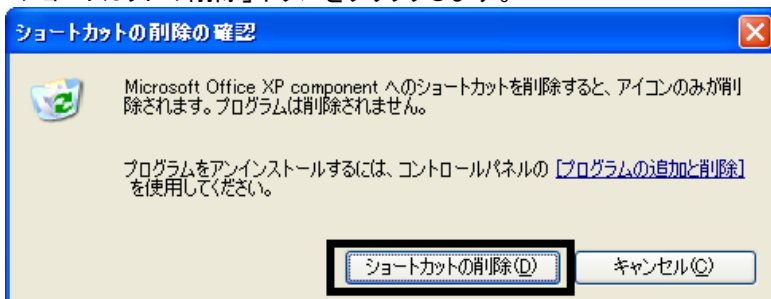 ショートカットの削除の確認
Microsoft Office XP component へのショートカットを削除すると、アイコンのみが削
除されます。プログラムは削除されません。
プログラムをアンインストールするには、コントロールパネルの [プログラムの追加と削除]
を使用してください。
ショートカットの削除(D) キャンセル(C)